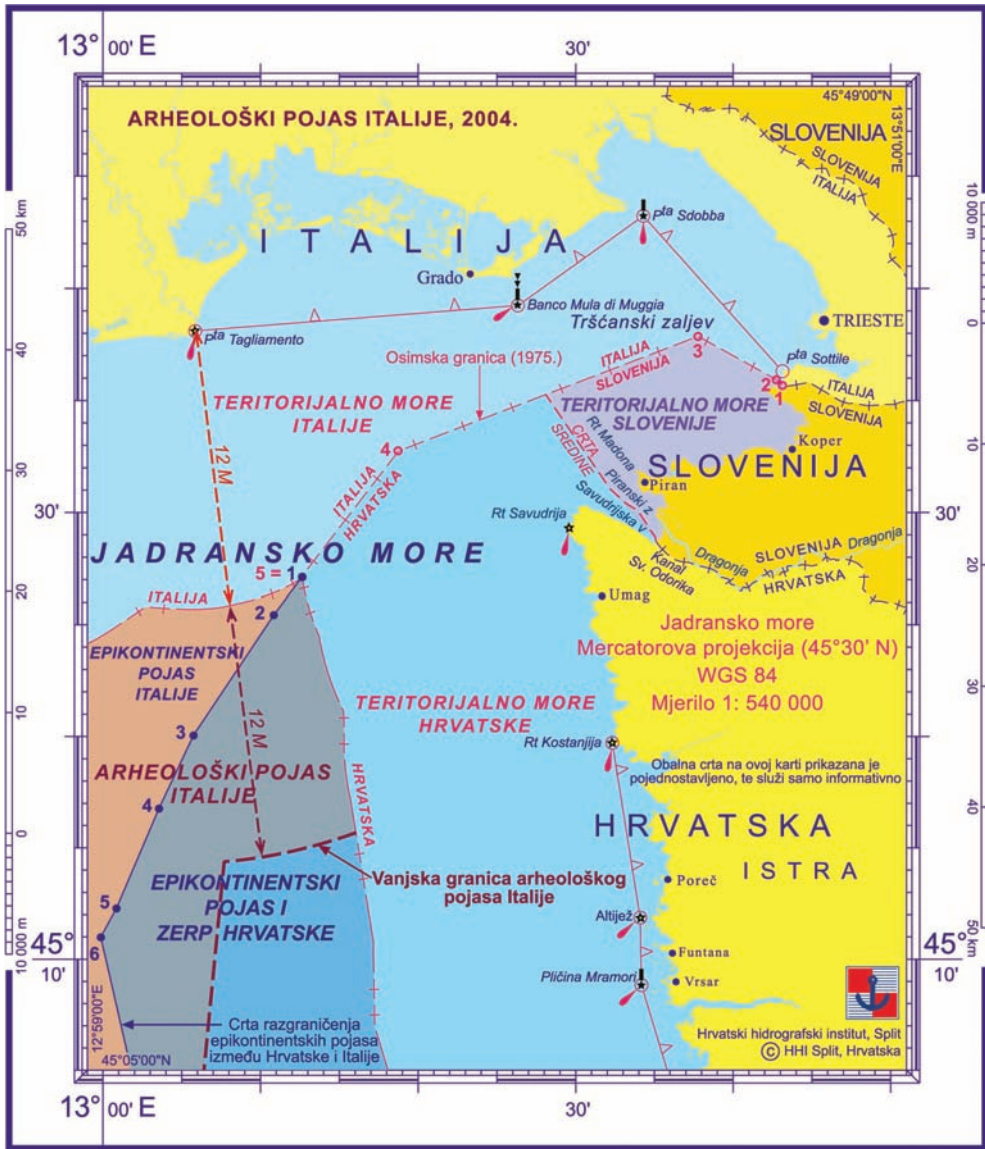 13° 00' E
30'
ARHEOLOŠKI POJAS ITALIJE, 2004.
45°49'00"N
13°51'00"E
SLOVENIJA
SLOVENIJA
ITALIJA
10 000 m
50 km
Pta Sdobba
ITALIJA
Grado
Banco Mula di Muggia
Tršćanski zaljev
TRIESTE
0
Pta Tagliamento
40
Osimska granica (1975.)
ITALIJA
SLOVENIJA
3
Pta Sottile
2
1
ITALIJA
SLOVENIJA
TERITORIJALNO MORE
ITALIJE
TERITORIJALNO MORE
SLOVENIJE
CRTA
SREDINE
Rt Madona
Piranski z
Savudrijska v
Koper
10
4
12 M
ITALIJA
HRVATSKA
SLOVENIJA
Piran
30
30'
Rt Savudrija
30'
JADRANSKO MORE
Kanal
Sv. Odorika
Dragonja
SLOVENIJA
HRVATSKA
Dragonja
5 = 1
20
20
ITALIJA
2
Umag
Jadransko more
Mercatorova projekcija (45°30' N)
WGS 84
Mjerilo 1: 540 000
EPIKONTINENTSKI
POJAS
ITALIJE
12 M
TERITORIJALNO MORE
HRVATSKE
30
10
3
Rt Kostanjija
ARHEOLOŠKI POJAS
ITALIJE
HRVATSKA
Obalna crta na ovoj karti prikazana je
pojednostavljeno, te služi samo informativno
4
40
0
HRVATSKA
ISTRA
Vanjska granica arheološkog
pojasa Italije
EPIKONTINENTSKI
POJAS I
ZERP HRVATSKE
Poreč
5
Altijež
6
10 000 m
50 km
45°
10'
45°
10'
Funtana
Pličina Mramori
Vrsar
12°59'00"E
45°05'00"N
Crta razgraničenja
epikontinentskih pojasa
između Hrvatske i Italije
Hrvatski hidrografski institut, Split
© HHI Split, Hrvatska
13° 00' E
30'
50 km